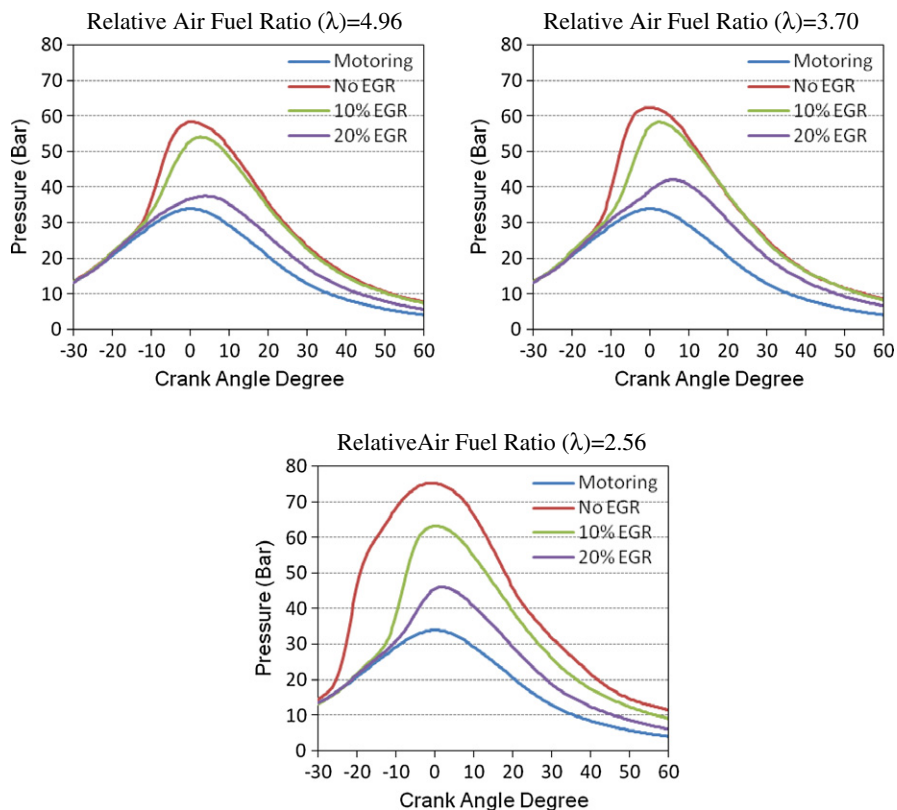 Relative Air Fuel Ratio (λ)=4.96
80
70
60
50
40
30
20
10
0
Pressure (Bar)
Motoring
No EGR
10% EGR
20% EGR
-30 -20 -10 0 10 20 30 40 50 60
Crank Angle Degree
Relative Air Fuel Ratio (λ)=3.70
80
70
60
50
40
30
20
10
0
Pressure (Bar)
Motoring
No EGR
10% EGR
20% EGR
-30 -20 -10 0 10 20 30 40 50 60
Crank Angle Degree
RelativeAir Fuel Ratio (λ)=2.56
80
70
60
50
40
30
20
10
0
Pressure (Bar)
Motoring
No EGR
10% EGR
20% EGR
-30 -20 -10 0 10 20 30 40 50 60
Crank Angle Degree